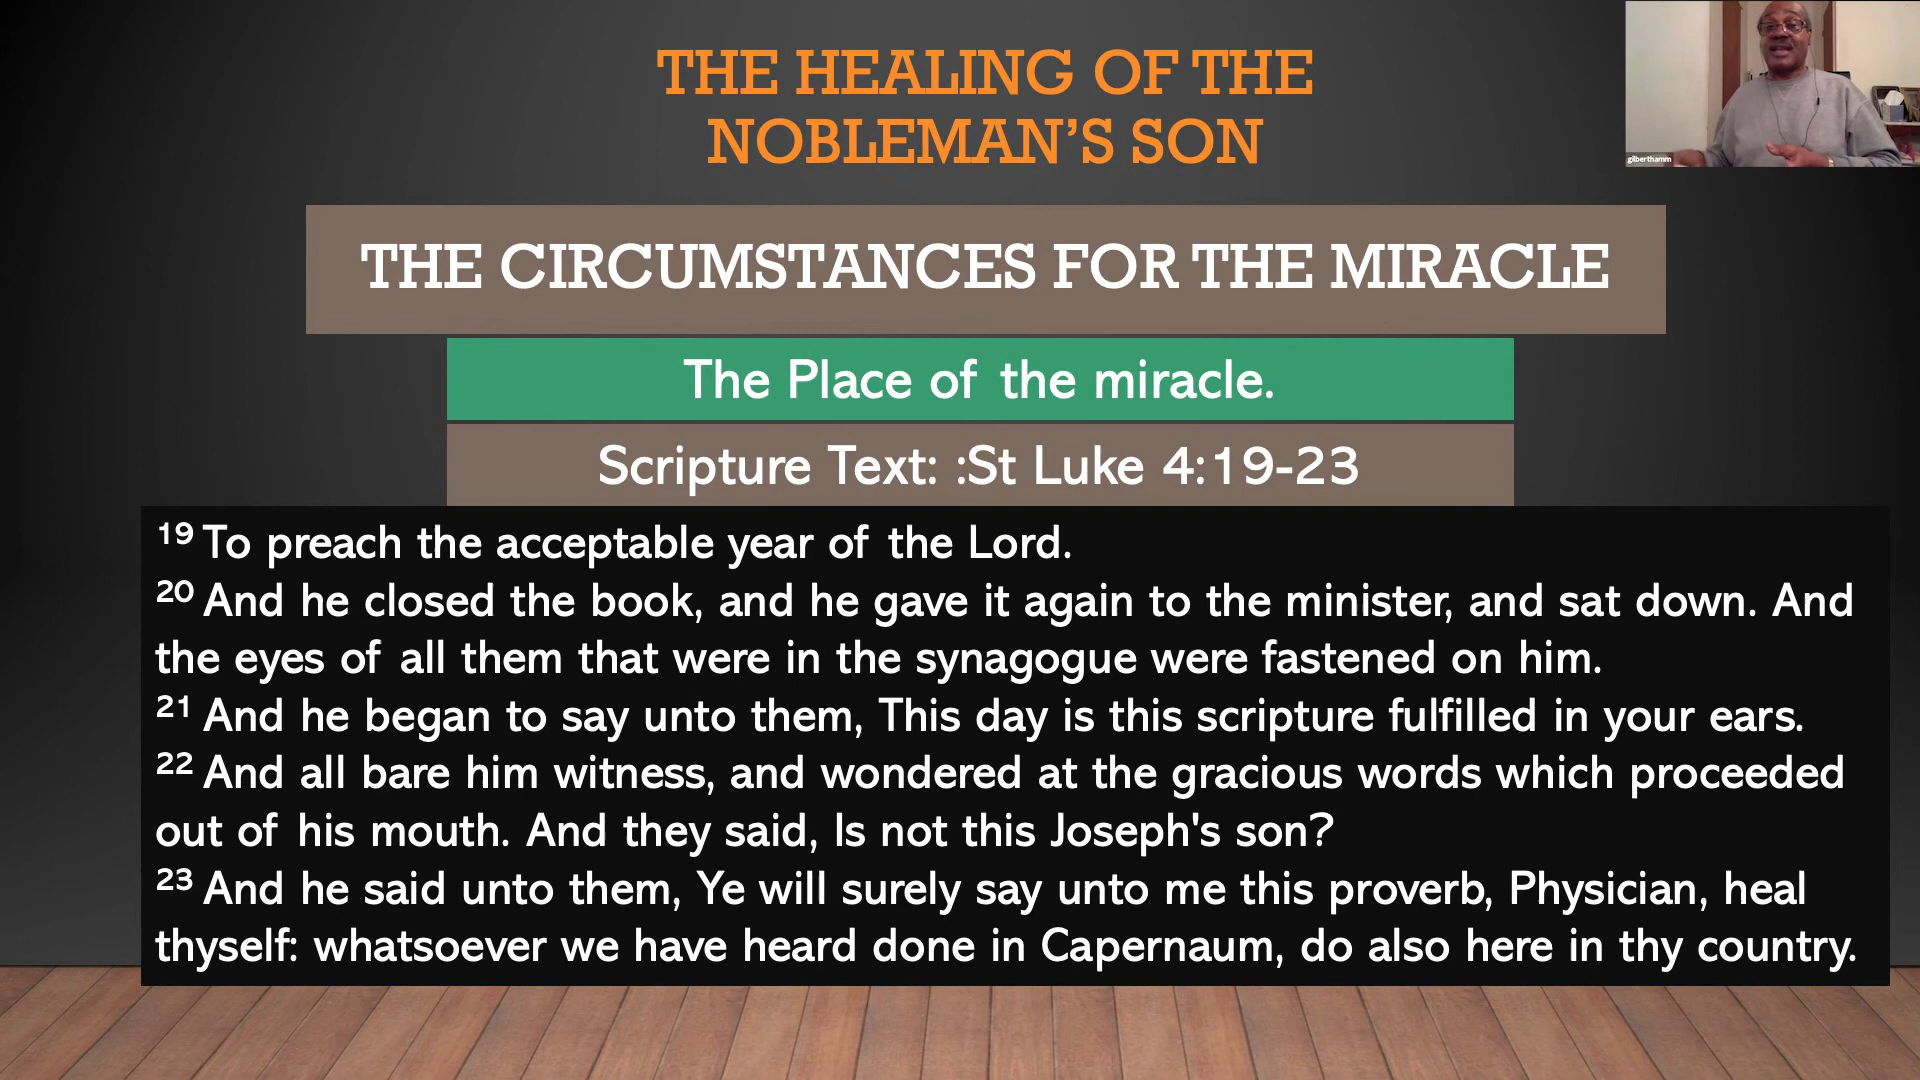 THE HEALING OF THE
NOBLEMAN’S SON
gilberthamm
THE CIRCUMSTANCES FOR THE MIRACLE
The Place of the miracle.
Scripture Text: :St Luke 4:19-23
19 To preach the acceptable year of the Lord.
20 And he closed the book, and he gave it again to the minister, and sat down. And
the eyes of all them that were in the synagogue were fastened on him.
21 And he began to say unto them, This day is this scripture fulfilled in your ears.
22 And all bare him witness, and wondered at the gracious words which proceeded
out of his mouth. And they said, Is not this Joseph's son?
23 And he said unto them, Ye will surely say unto me this proverb, Physician, heal
thyself: whatsoever we have heard done in Capernaum, do also here in thy country.